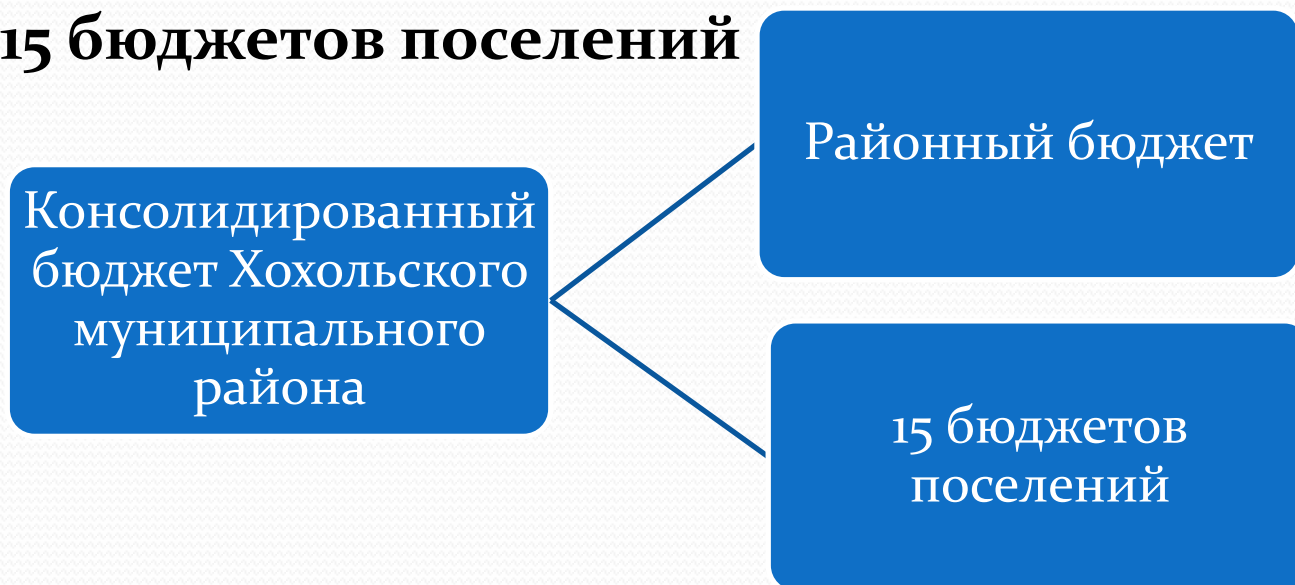 15 бюджетов поселений
Районный бюджет
Консолидированный
бюджет Хохольского
муниципального
района
15 бюджетов
поселений